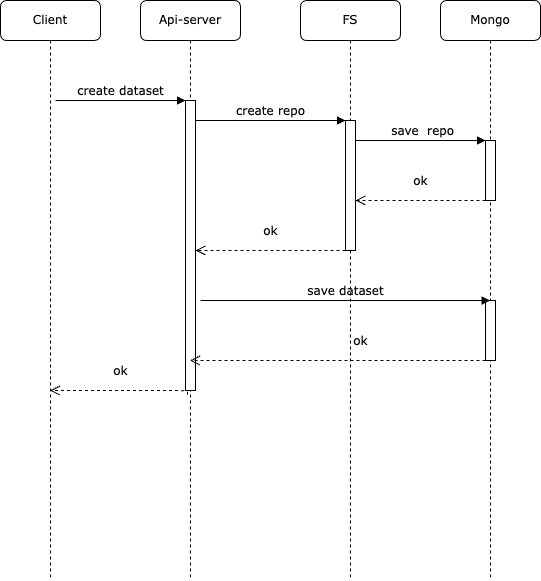 Client
Api-server
FS
Mongo
create dataset
create repo
save  repo
ok
ok
save dataset
ok
ok